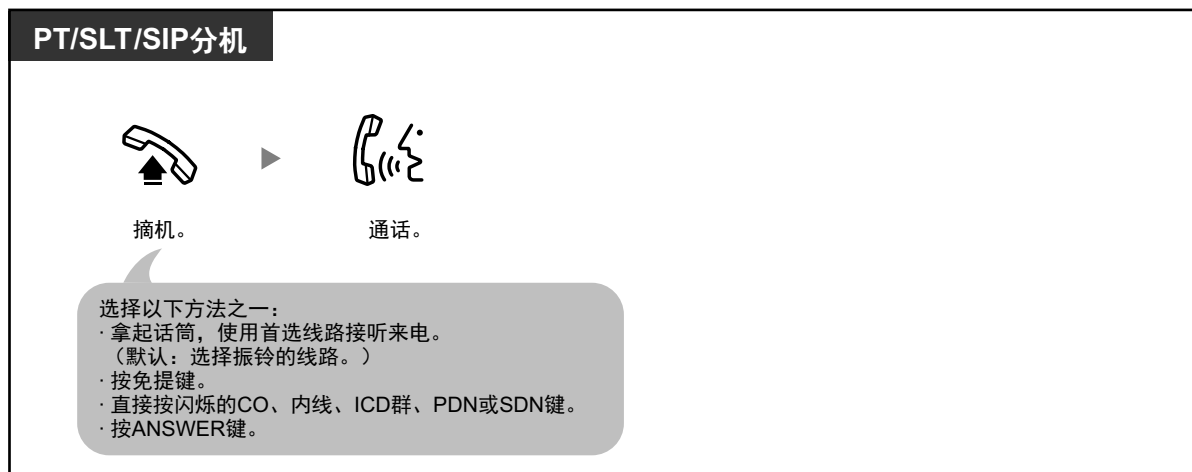 PT/SLT/SIP分机
摘机。 通话。
选择以下方法之一：
· 拿起话筒，使用首选线路接听来电。
（默认：选择振铃的线路。）
· 按免提键。
· 直接按闪烁的CO、内线、ICD群、PDN或SDN键。
· 按ANSWER键。